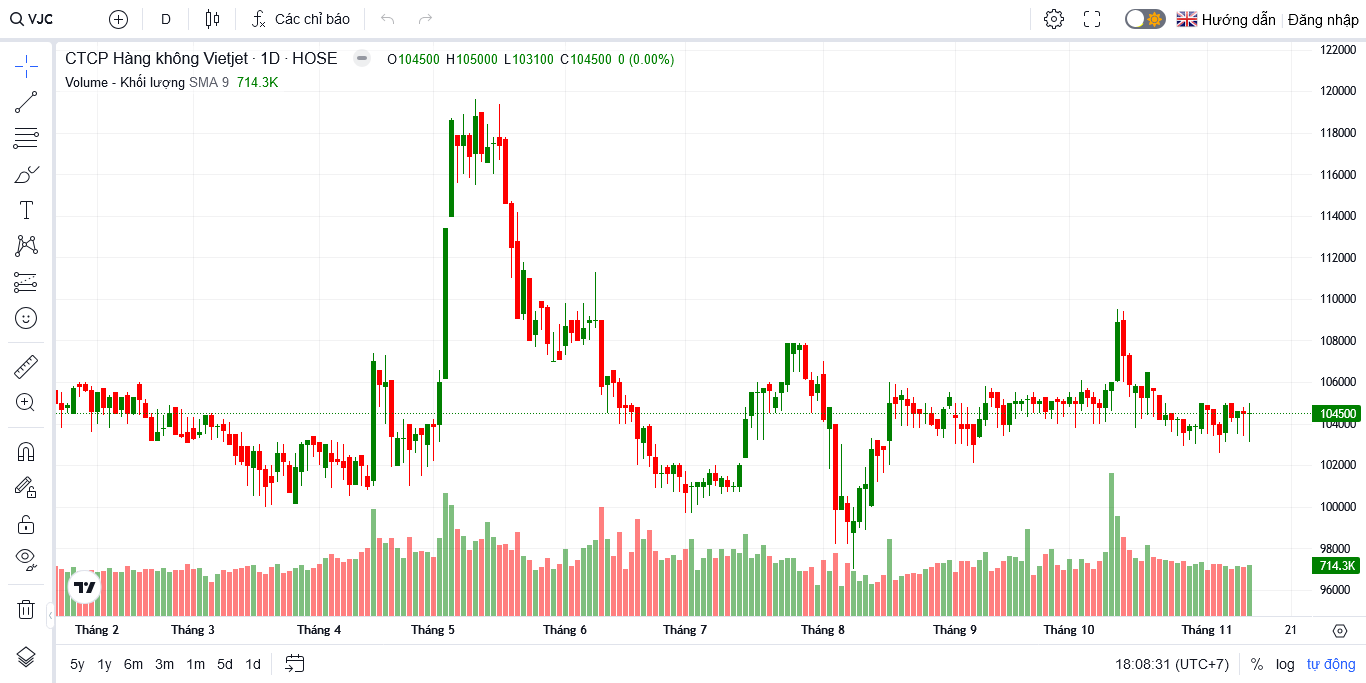 VJC D Các chỉ báo Hướng dẫn Đăng nhập
CTCP Hàng không Vietjet · 1D · HOSE O104500 H105000 L103100 C104500 0 (0.00%)
Volume - Khối lượng SMA 9 714.3K
122000
120000
118000
116000
114000
112000
110000
108000
106000
104500
104000
102000
100000
98000
714.3K
96000
Tháng 2 Tháng 3 Tháng 4 Tháng 5 Tháng 6 Tháng 7 Tháng 8 Tháng 9 Tháng 10 Tháng 11 21
5y 1y 6m 3m 1m 5d 1d 18:08:31 (UTC+7) % log tự động